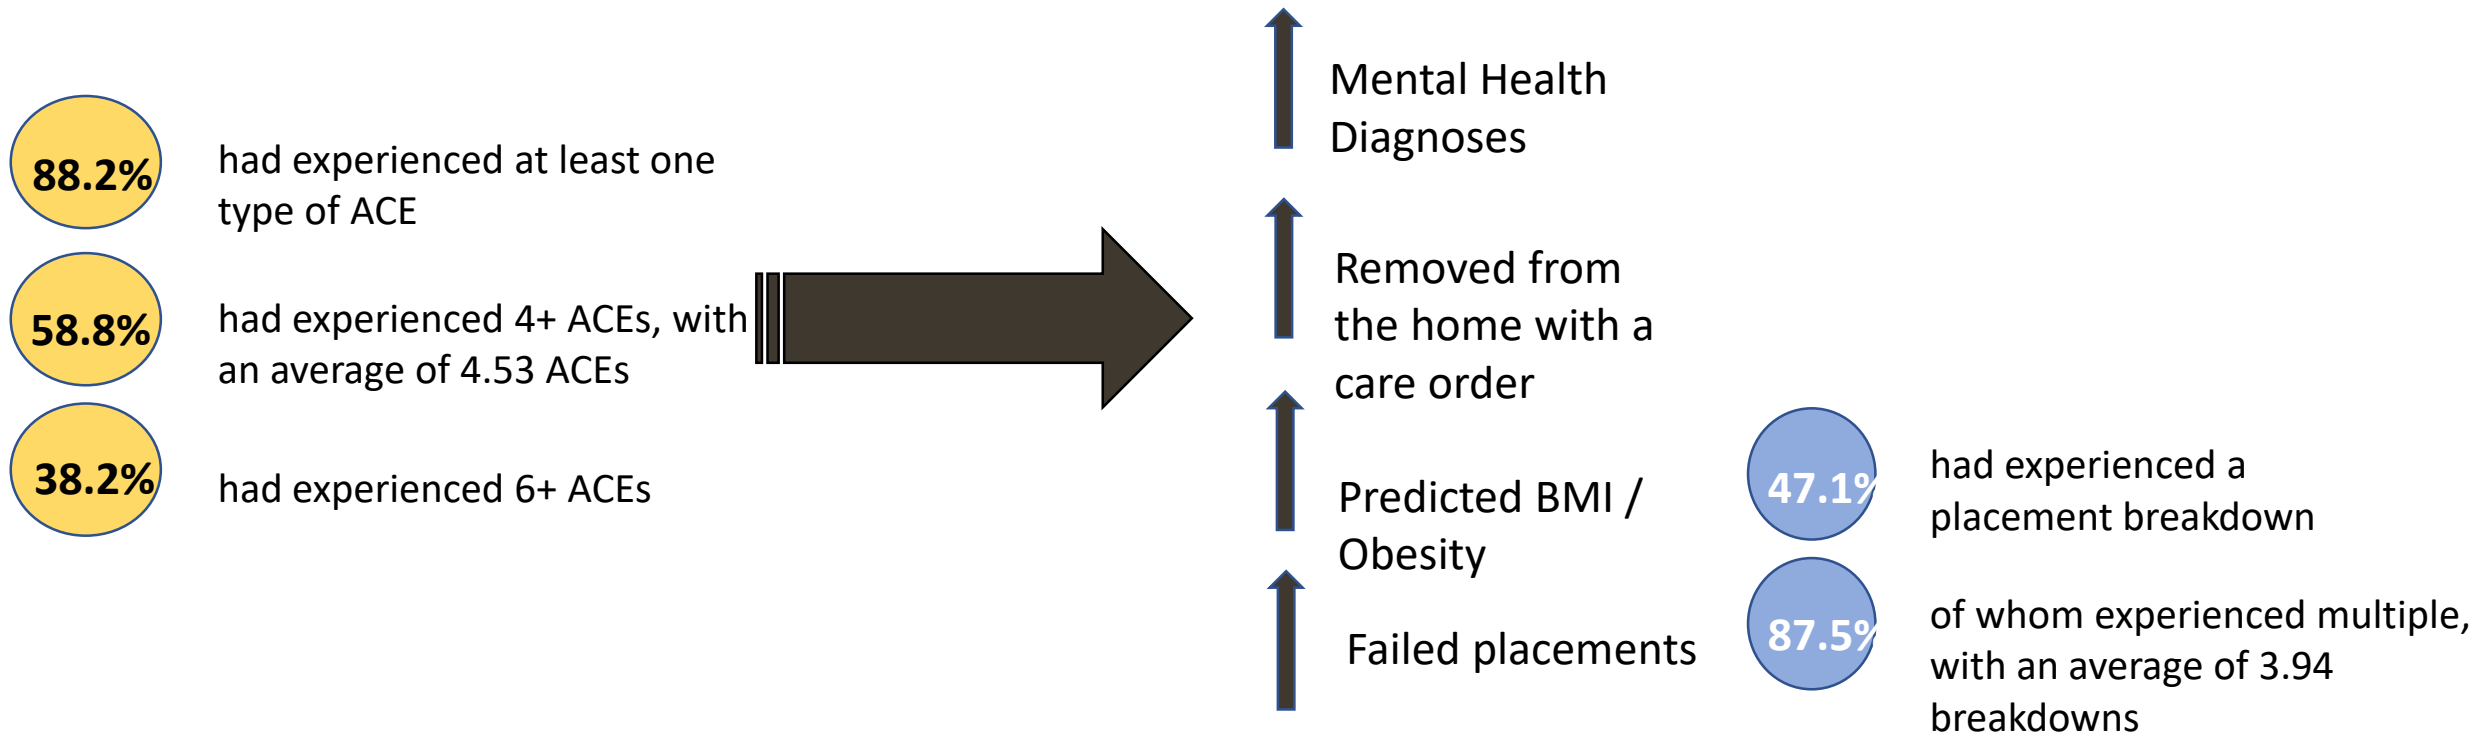 88.2%
had experienced at least one
type of ACE
58.8%
had experienced 4+ ACEs, with
an average of 4.53 ACEs
38.2%
had experienced 6+ ACEs
Mental Health
Diagnoses
Removed from
the home with a
care order
Predicted BMI /
Obesity
Failed placements
47.1%
had experienced a
placement breakdown
87.5%
of whom experienced multiple,
with an average of 3.94
breakdowns